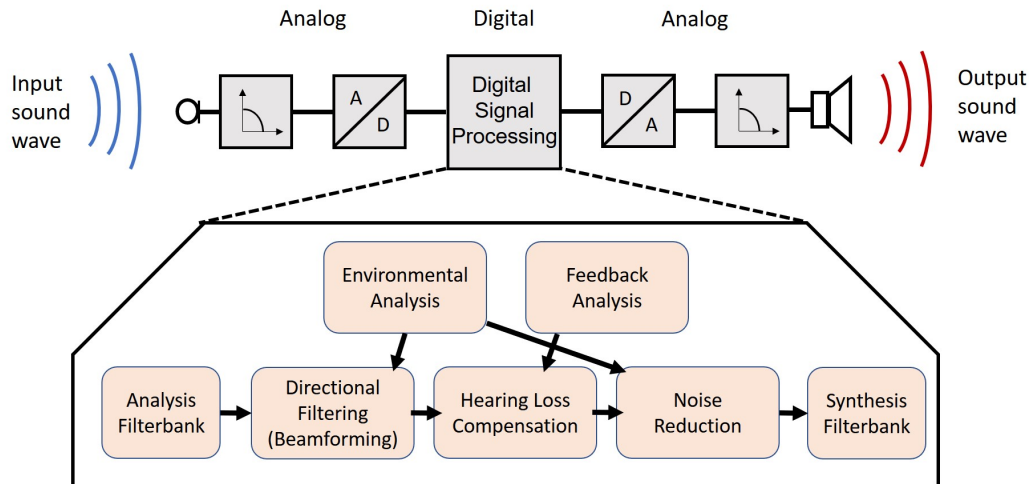 Analog
Digital
Analog
Input
sound
wave
A
D
Digital
Signal
Processing
D
A
Output
sound
wave
Environmental
Analysis
Feedback
Analysis
Analysis
Filterbank
Directional
Filtering
(Beamforming)
Hearing Loss
Compensation
Noise
Reduction
Synthesis
Filterbank